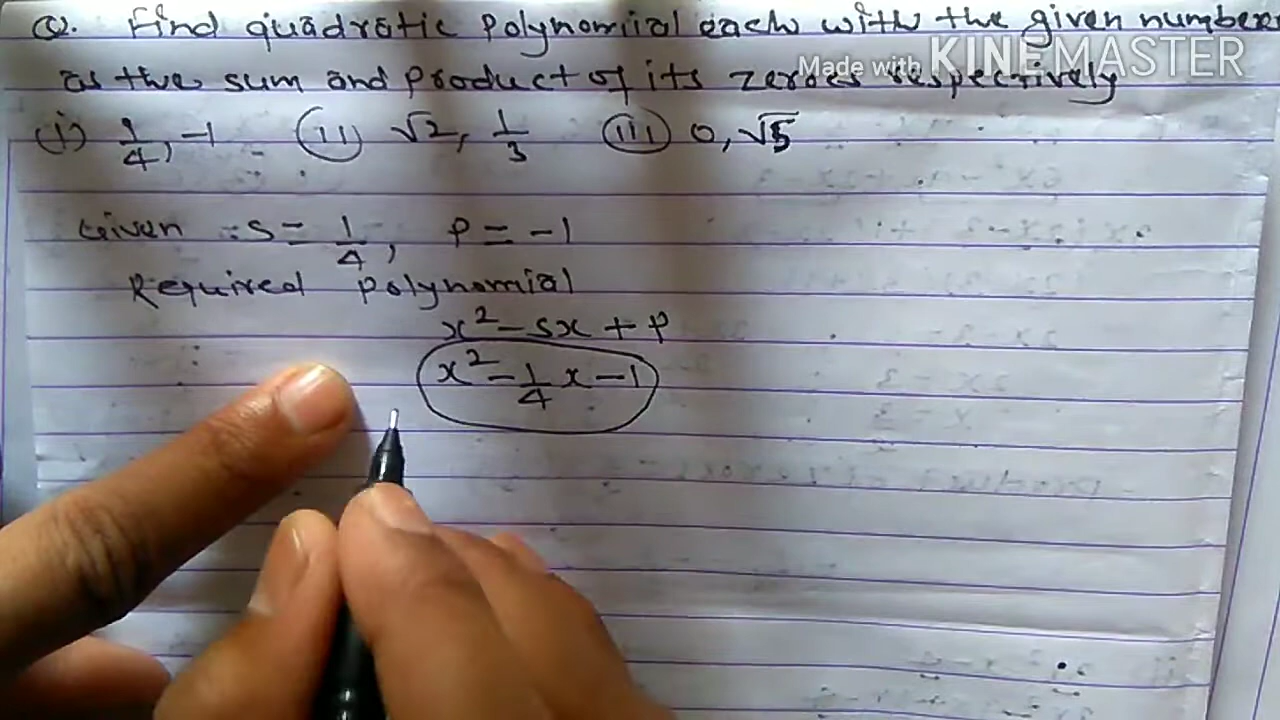 Q. Find quadratic polynomiial each with the given number
as the sum and product of its zeroes respectively
Made with KINEMASTER
(i) 1/4, -1 (ii) √2, 1/3 (iii) 0, √5
Given :S = 1/4, P = -1
Required polynomial
x² - Sx + P
x² - 1/4 x - 1